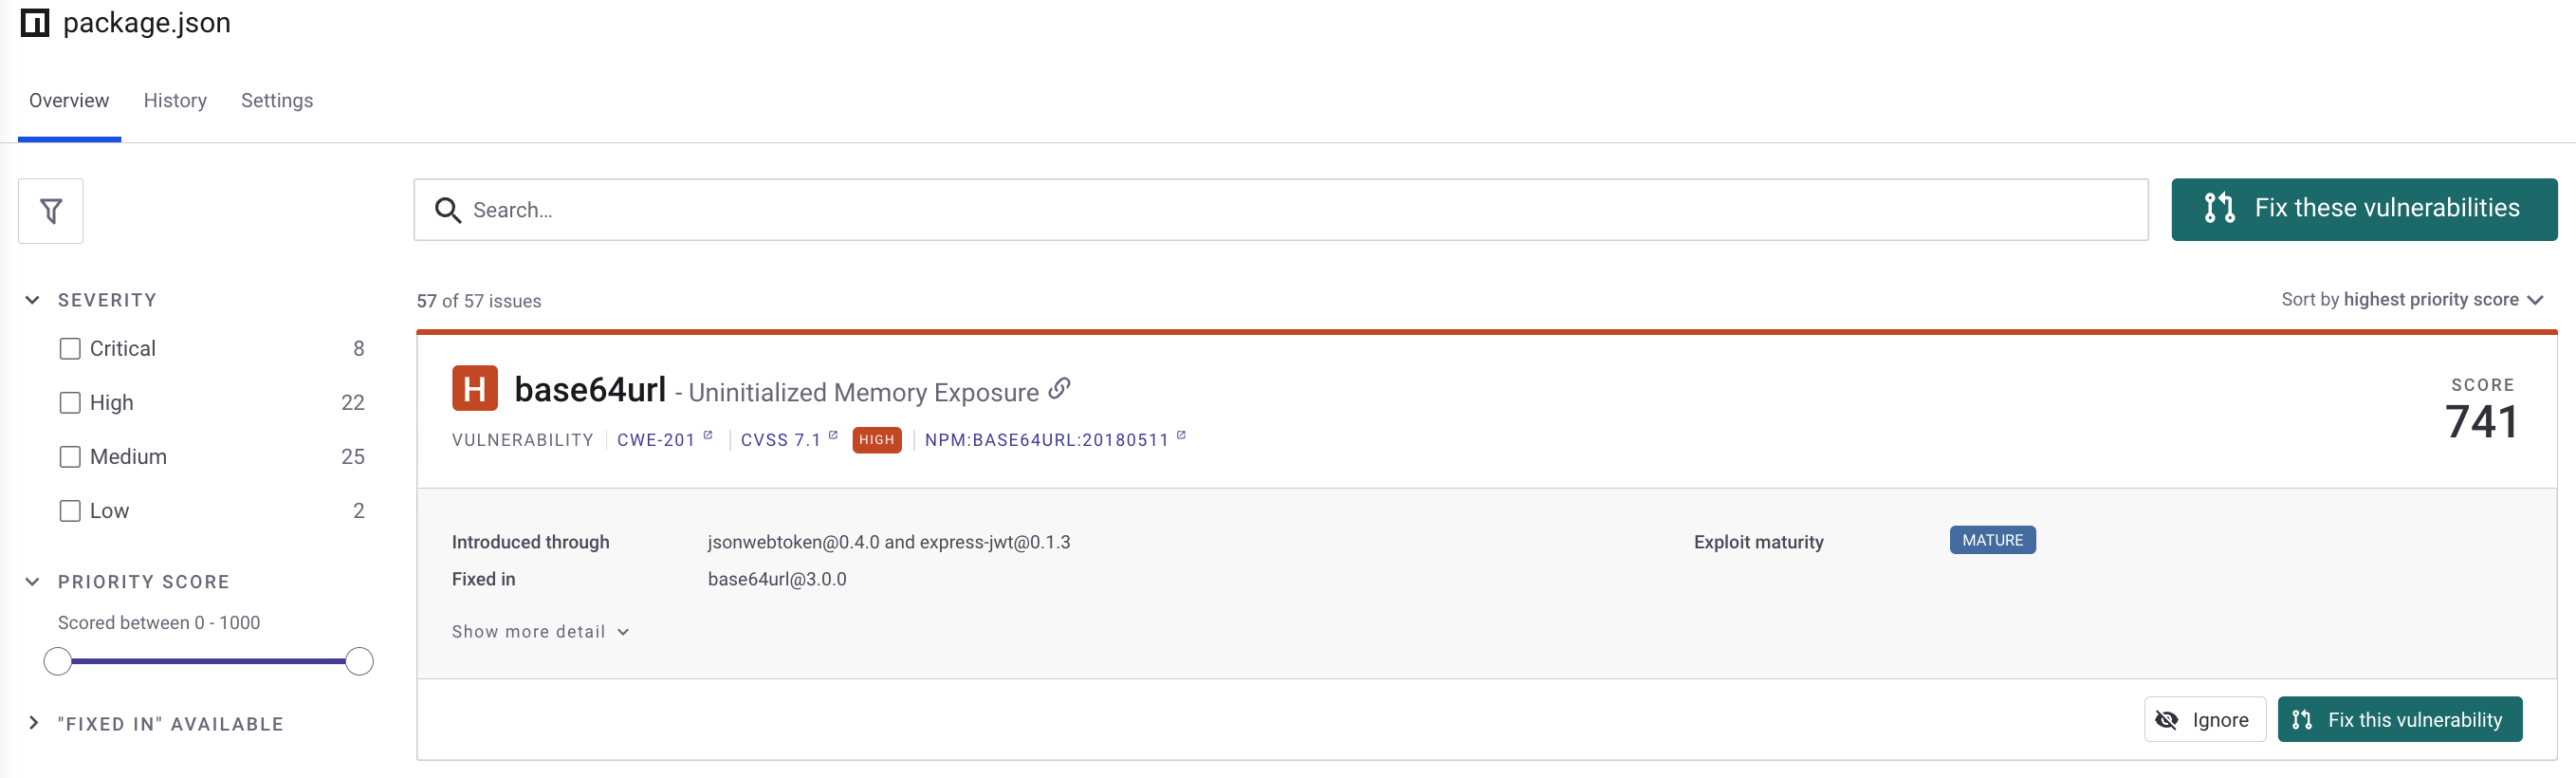 package.json
Overview History Settings
Search...
Fix these vulnerabilities
SEVERITY
Critical 8
High 22
Medium 25
Low 2
PRIORITY SCORE
Scored between 0 - 1000
"FIXED IN" AVAILABLE
57 of 57 issues
Sort by highest priority score
H base64url - Uninitialized Memory Exposure
VULNERABILITY CWE-201 CVSS 7.1 HIGH NPM:BASE64URL:20180511
SCORE
741
Introduced through jsonwebtoken@0.4.0 and express-jwt@0.1.3
Exploit maturity MATURE
Fixed in base64url@3.0.0
Show more detail
Ignore Fix this vulnerability